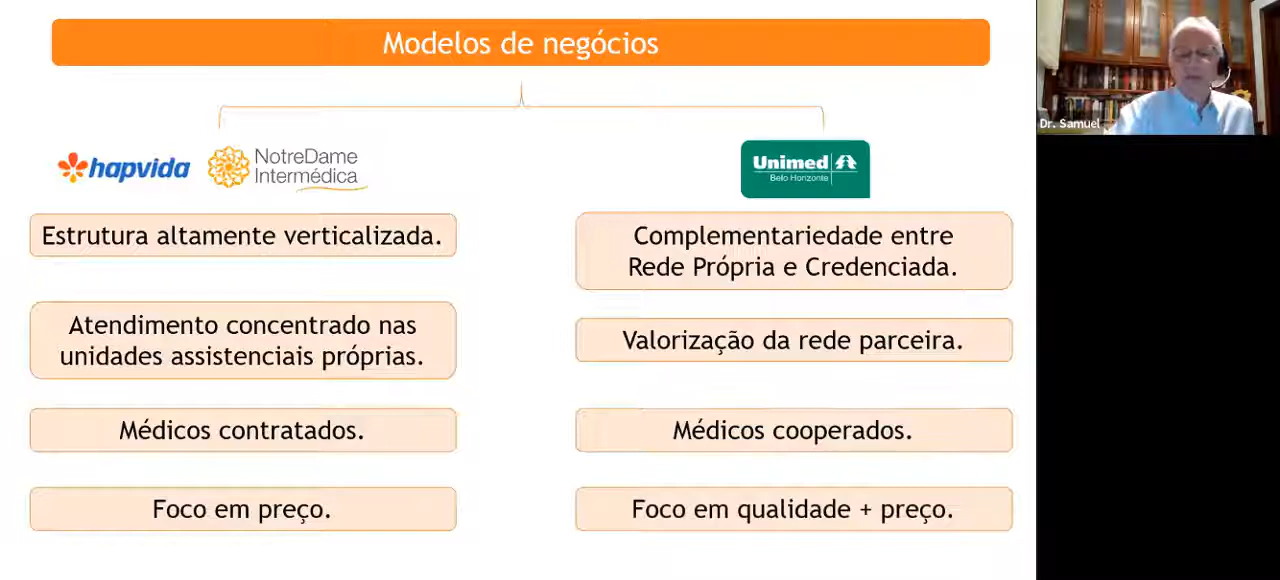 Modelos de negócios
Dr. Samuel
hapvida
NotreDame
Intermédica
Unimed
Belo Horizonte
Estrutura altamente verticalizada.
Complementariedade entre
Rede Própria e Credenciada.
Atendimento concentrado nas
unidades assistenciais próprias.
Valorização da rede parceira.
Médicos contratados.
Médicos cooperados.
Foco em preço.
Foco em qualidade + preço.